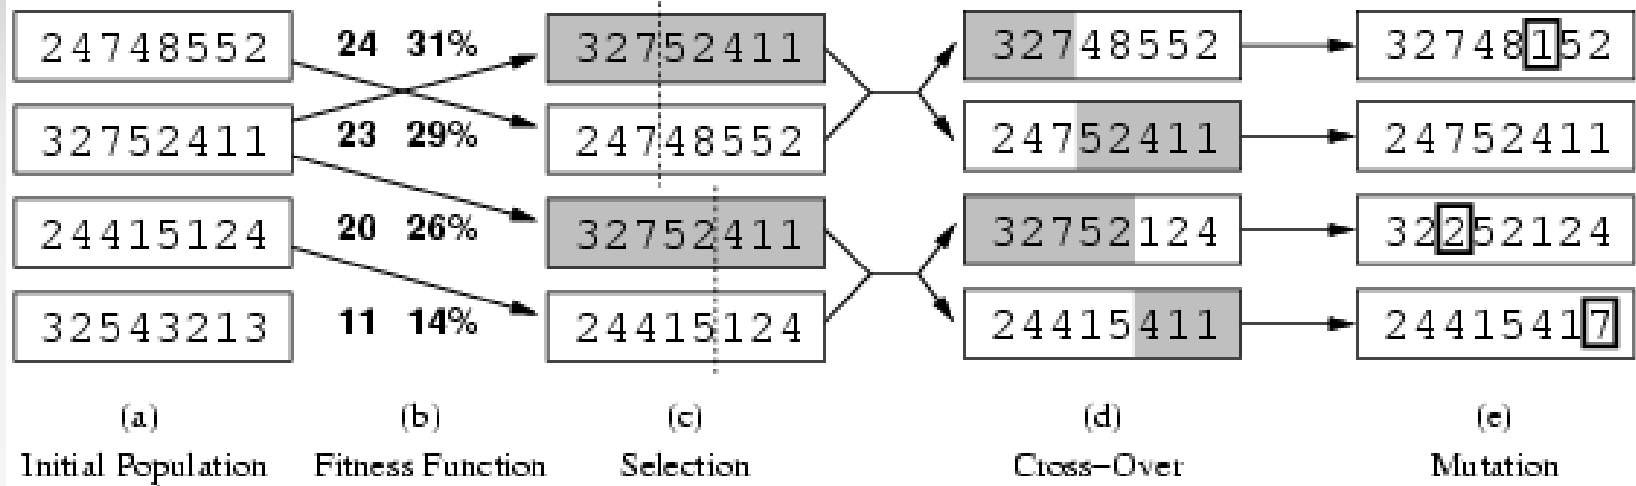 24748552 24 31% 32752411 32748552 32748152
32752411 23 29% 24748552 24752411 24752411
24415124 20 26% 32752411 32752124 32252124
32543213 11 14% 24415124 24415411 24415417
(a) (b) (c) (d) (e)
Initial Population Fitness Function Selection Cross-Over Mutation